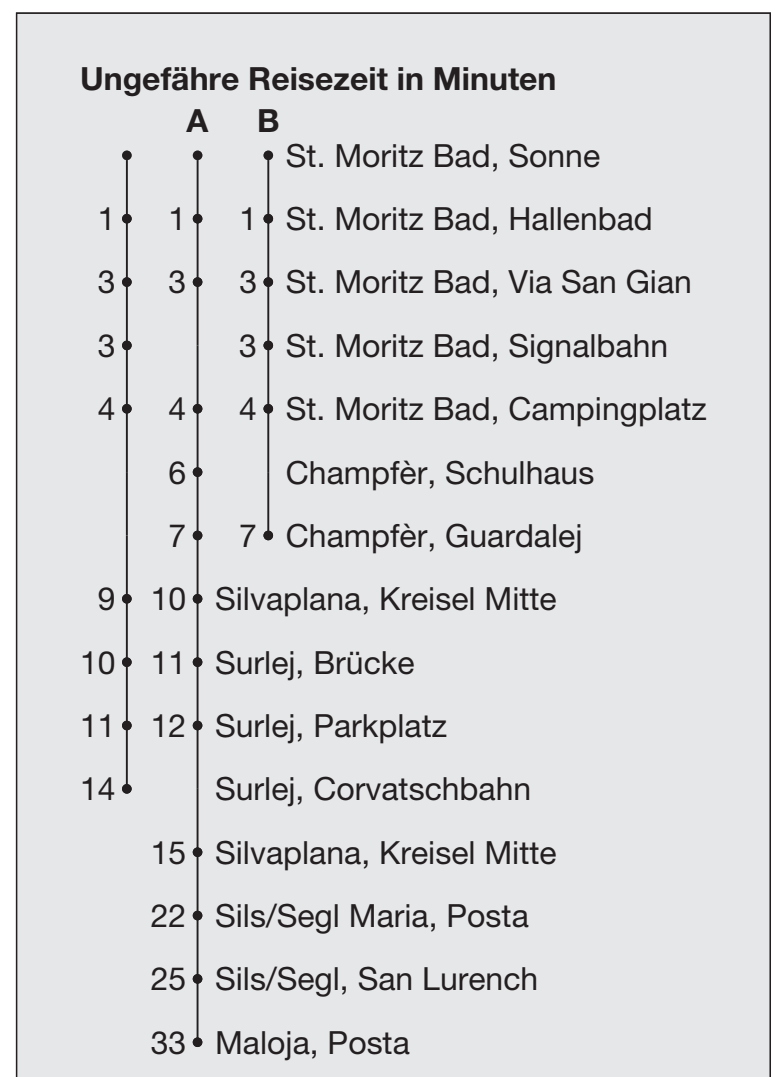 Ungefähre Reisezeit in Minuten
A B
St. Moritz Bad, Sonne
1 1 1 St. Moritz Bad, Hallenbad
3 3 3 St. Moritz Bad, Via San Gian
3 3 St. Moritz Bad, Signalbahn
4 4 4 St. Moritz Bad, Campingplatz
6 Champfèr, Schulhaus
7 7 Champfèr, Guardalej
9 10 Silvaplana, Kreisel Mitte
10 11 Surlej, Brücke
11 12 Surlej, Parkplatz
14 Surlej, Corvatschbahn
15 Silvaplana, Kreisel Mitte
22 Sils/Segl Maria, Posta
25 Sils/Segl, San Lurench
33 Maloja, Posta